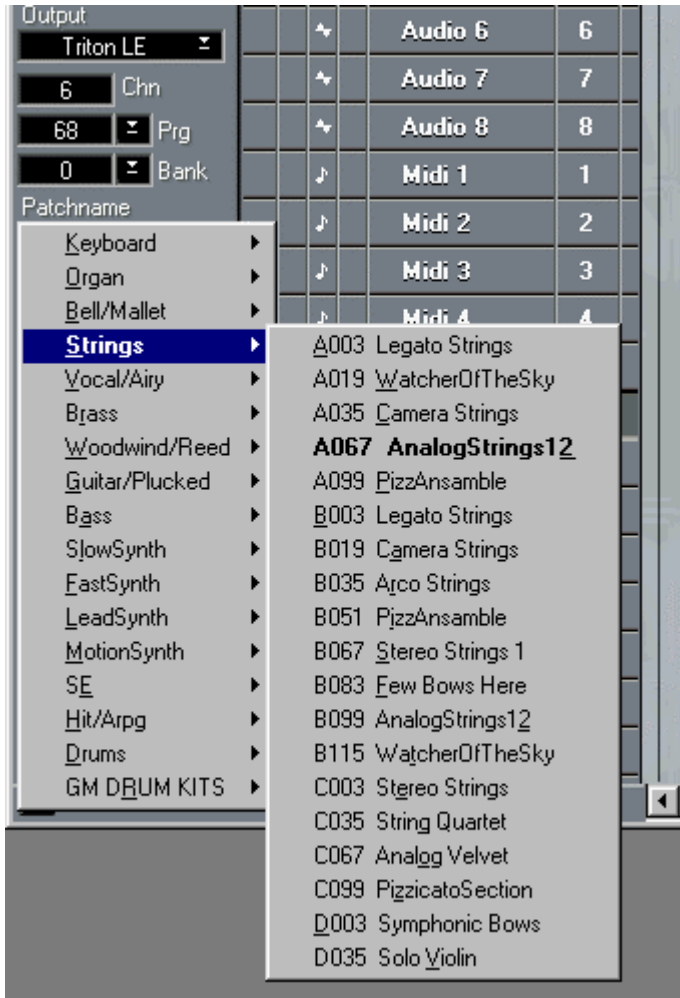 Output
Triton LE
6 Chn
68 Prg
0 Bank
Patchname
Audio 6 6
Audio 7 7
Audio 8 8
Midi 1 1
Midi 2 2
Midi 3 3
Midi 4 4
Keyboard
Organ
Bell/Mallet
Strings
Vocal/Airy
Brass
Woodwind/Reed
Guitar/Plucked
Bass
SlowSynth
FastSynth
LeadSynth
MotionSynth
SE
Hit/Arpg
Drums
GM DRUM KITS
A003 Legato Strings
A019 WatcherOfTheSky
A035 Camera Strings
A067 AnalogStrings12
A099 PizzAnsamble
B003 Legato Strings
B019 Camera Strings
B035 Arco Strings
B051 PizzAnsamble
B067 Stereo Strings 1
B083 Few Bows Here
B099 AnalogStrings12
B115 WatcherOfTheSky
C003 Stereo Strings
C035 String Quartet
C067 Analog Velvet
C099 PizzicatoSection
D003 Symphonic Bows
D035 Solo Violin